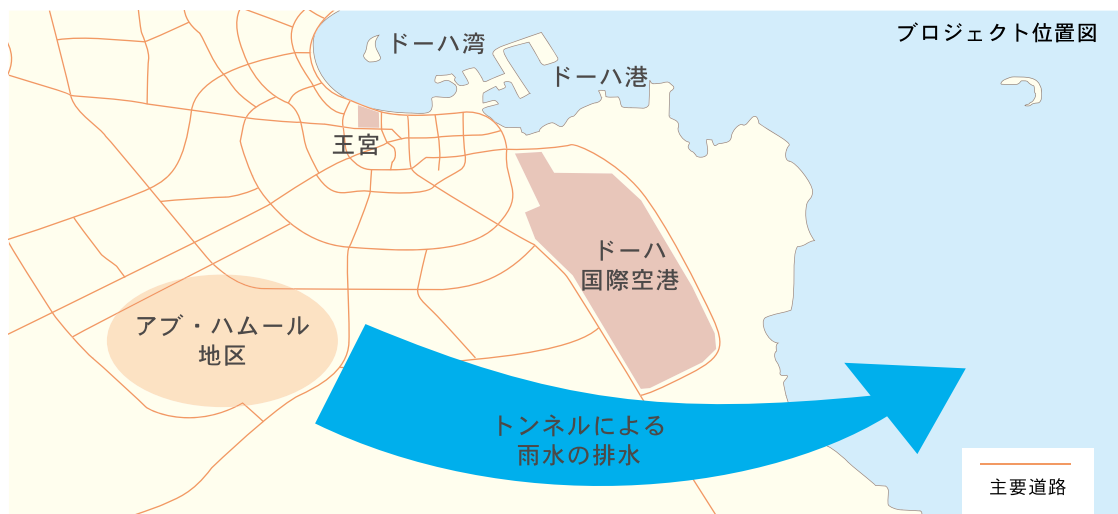 プロジェクト位置図
ドーハ湾
ドーハ港
王宮
ドーハ
国際空港
アブ・ハムール
地区
トンネルによる
雨水の排水
主要道路